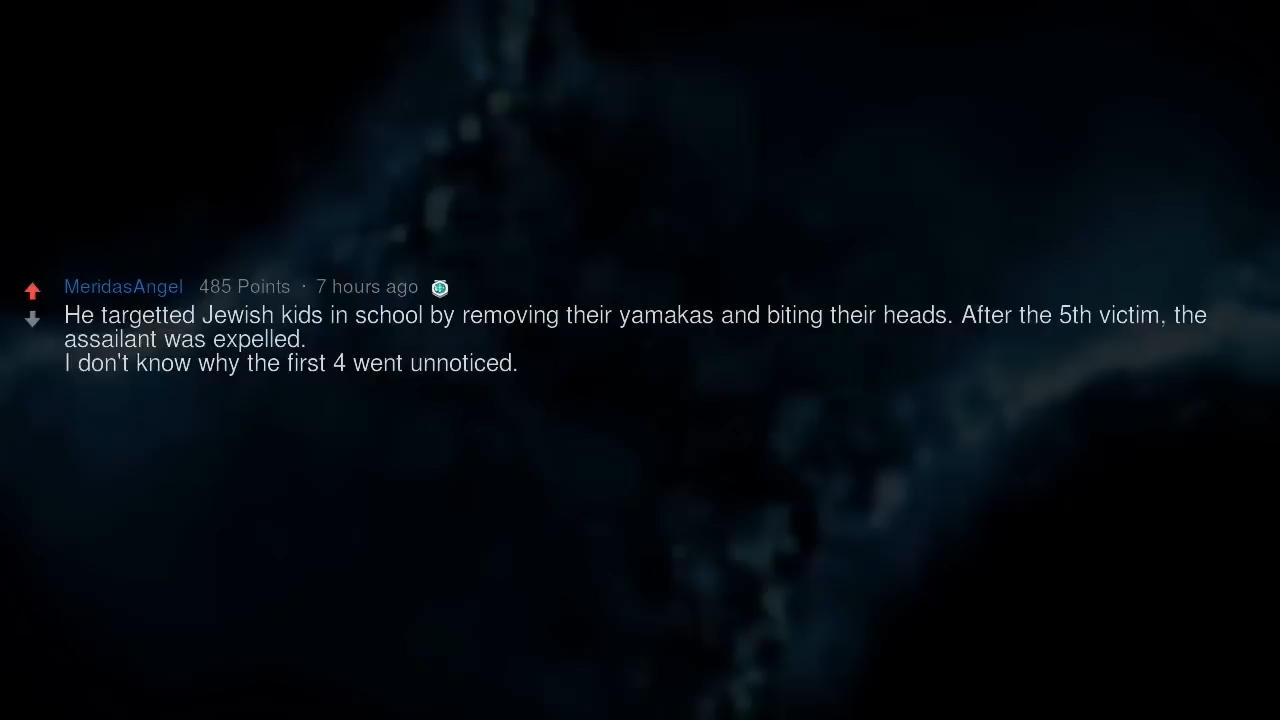 MeridasAngel 485 Points · 7 hours ago
He targetted Jewish kids in school by removing their yamakas and biting their heads. After the 5th victim, the
assailant was expelled.
I don't know why the first 4 went unnoticed.